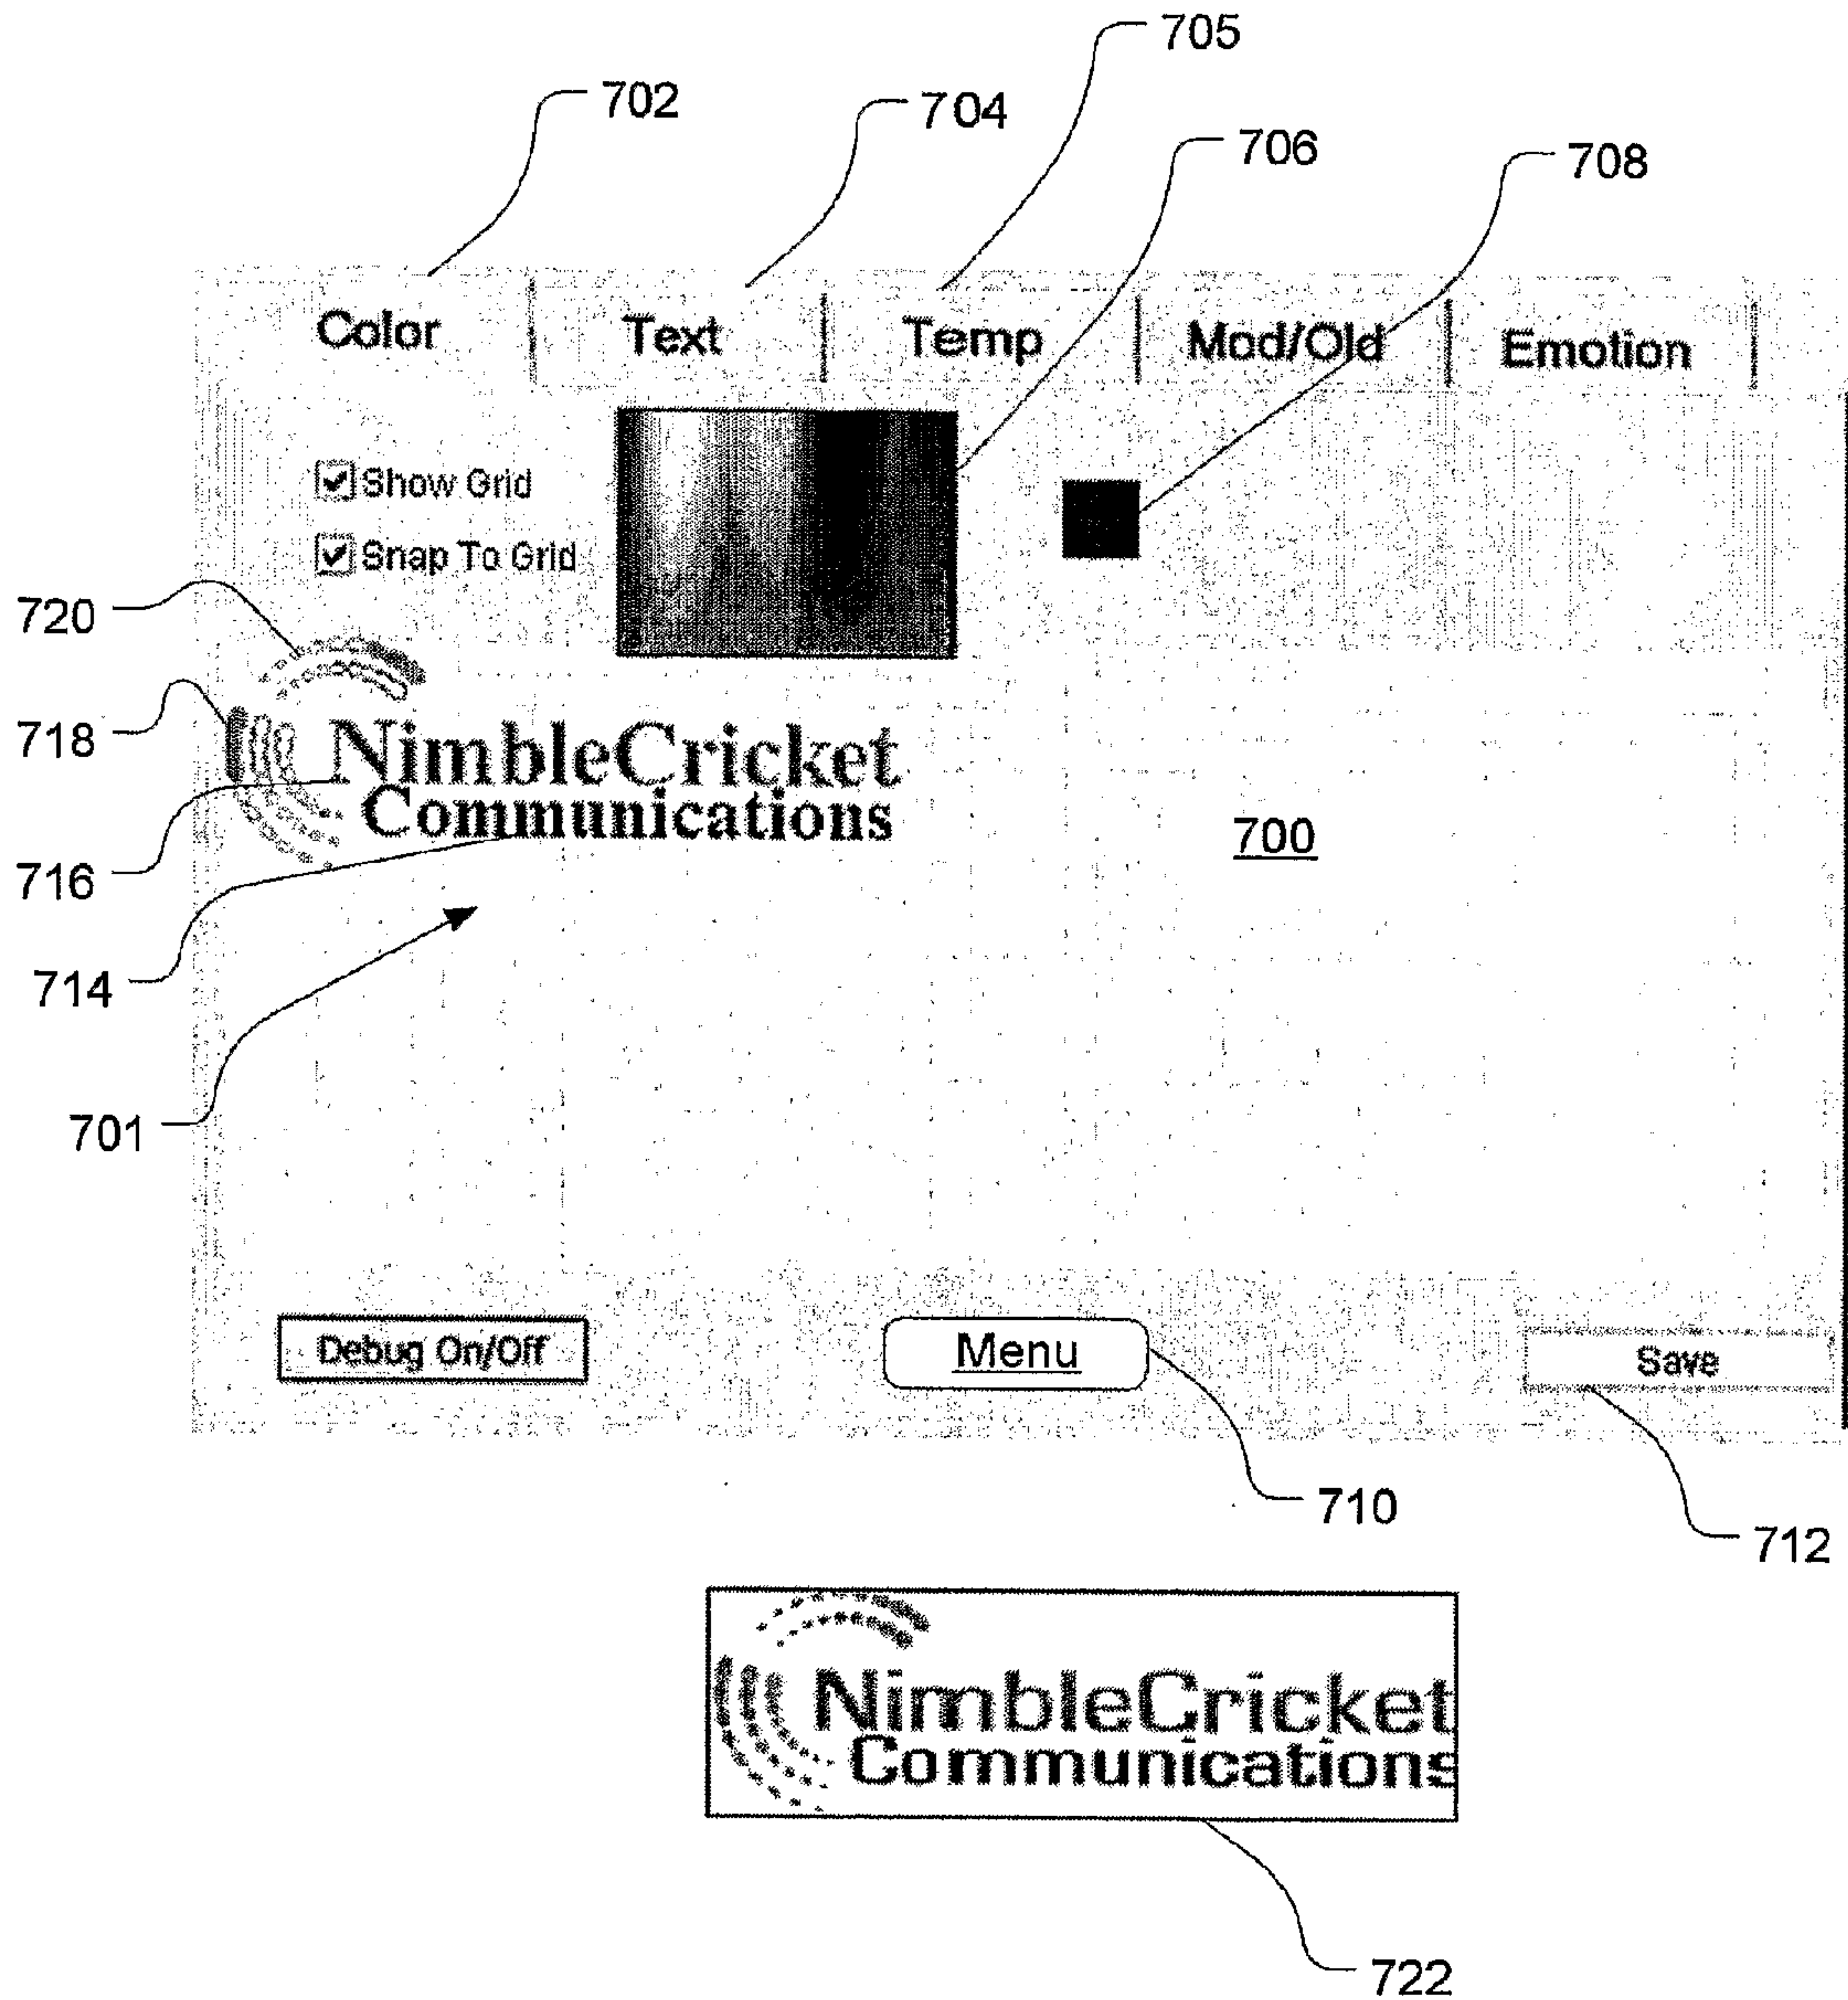 705
702
704
706
708
Color
Text
Temp
Mod/Old
Emotion
Show Grid
Snap To Grid
720
718
NimbleCricket
Communications
700
716
714
701
Debug On/Off
Menu
Save
710
712
NimbleCricket
Communications
722